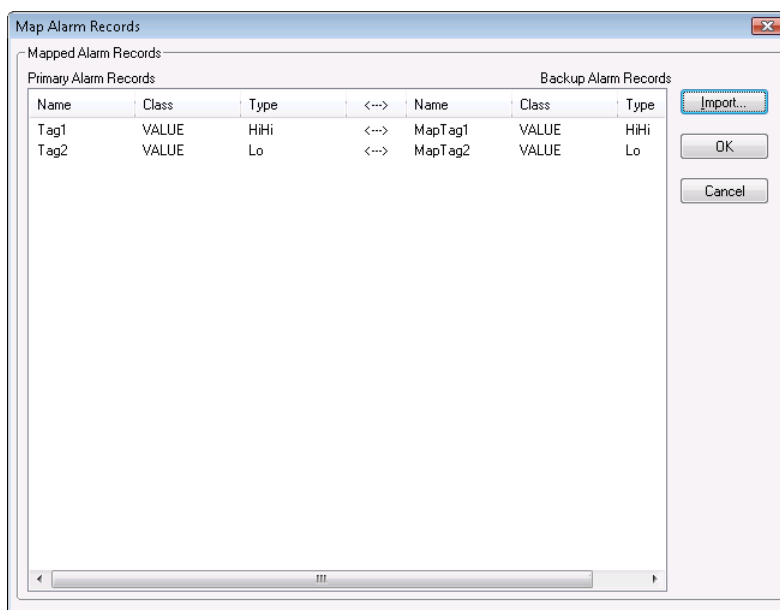 Map Alarm Records
Mapped Alarm Records
Primary Alarm Records Backup Alarm Records
Name Class Type <---> Name Class Type
Tag1 VALUE HiHi <---> MapTag1 VALUE HiHi
Tag2 VALUE Lo <---> MapTag2 VALUE Lo
Import...
OK
Cancel